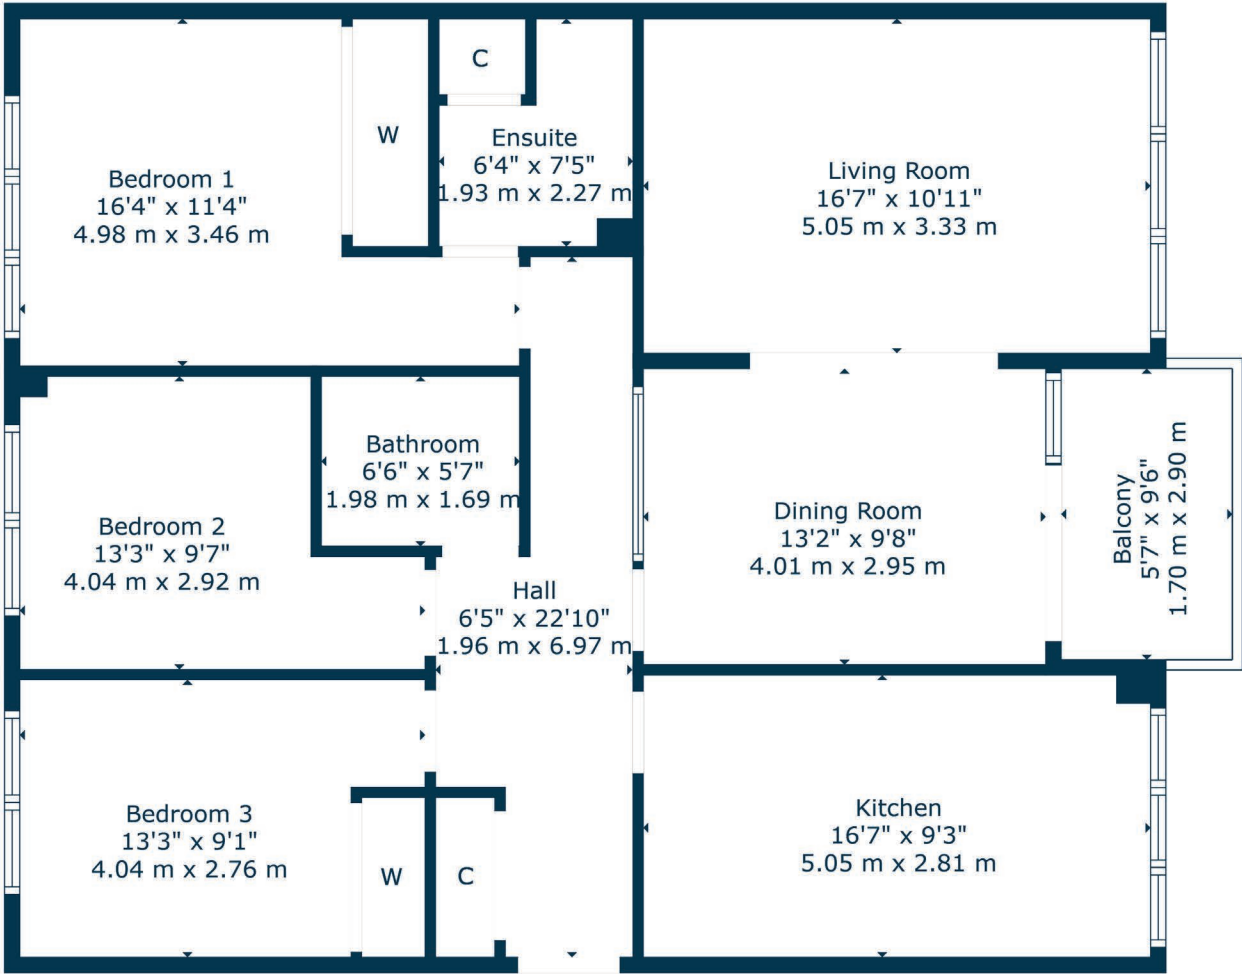 C
W
Ensuite
6'4" x 7'5"
1.93 m x 2.27 m
Bedroom 1
16'4" x 11'4"
4.98 m x 3.46 m
Living Room
16'7" x 10'11"
5.05 m x 3.33 m
Bathroom
6'6" x 5'7"
1.98 m x 1.69 m
Bedroom 2
13'3" x 9'7"
4.04 m x 2.92 m
Dining Room
13'2" x 9'8"
4.01 m x 2.95 m
Balcony
5'7" x 9'6"
1.70 m x 2.90 m
Hall
6'5" x 22'10"
1.96 m x 6.97 m
Bedroom 3
13'3" x 9'1"
4.04 m x 2.76 m
W
C
Kitchen
16'7" x 9'3"
5.05 m x 2.81 m